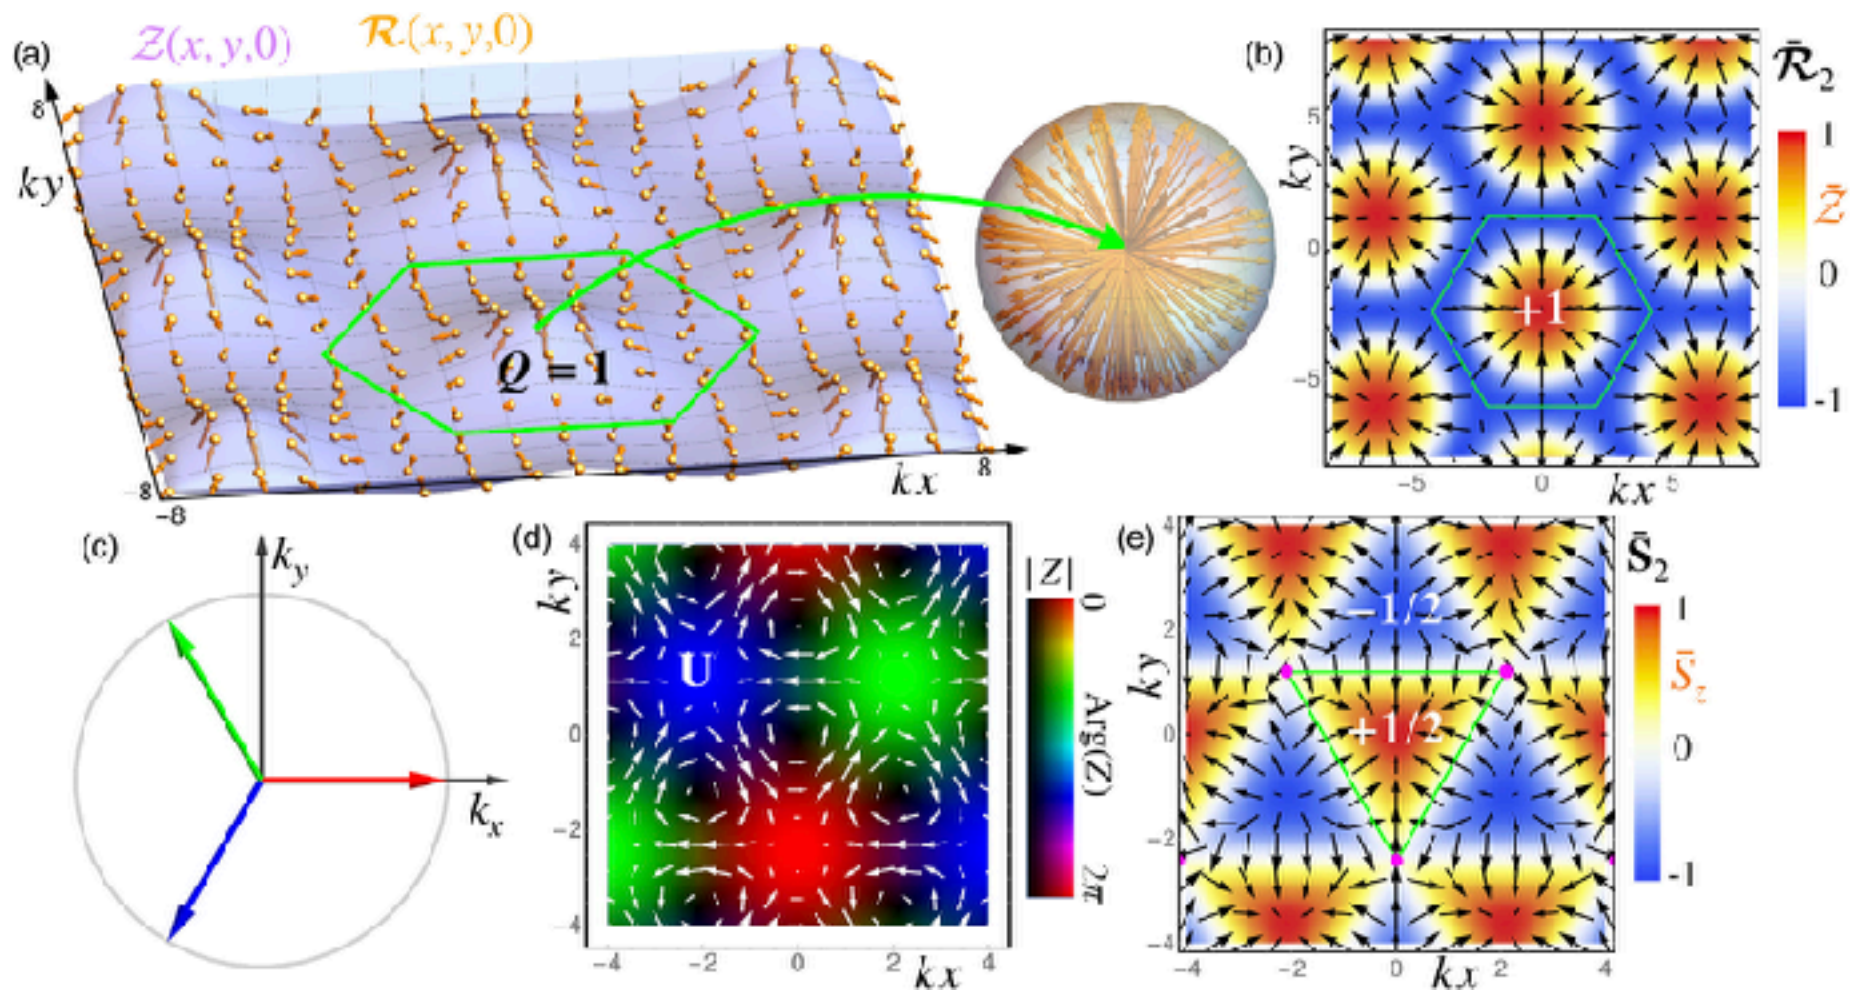 (a)
𝒵(x, y,0)
ℛ(x, y,0)
8
ky
-8
-8
kx
8
Q = 1
(b)
ky
5
0
-5
+1
-5
0
kx
5
ℛ̄₂
1
𝒵̄
0
-1
(c)
k_y
k_x
(d)
ky
4
2
0
-2
-4
U
-4
-2
0
2
4
kx
|Z|
0
Arg(Z)
2π
(e)
ky
4
2
0
-2
-4
-1/2
+1/2
-4
-2
0
2
4
kx
S̄₂
1
S̄_z
0
-1